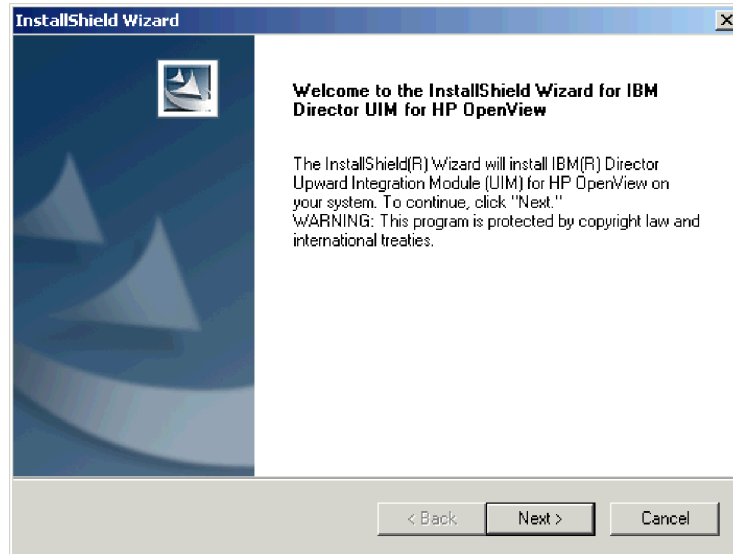 InstallShield Wizard
Welcome to the InstallShield Wizard for IBM
Director UIM for HP OpenView
The InstallShield(R) Wizard will install IBM(R) Director
Upward Integration Module (UIM) for HP OpenView on
your system. To continue, click "Next."
WARNING: This program is protected by copyright law and
international treaties.
< Back
Next >
Cancel